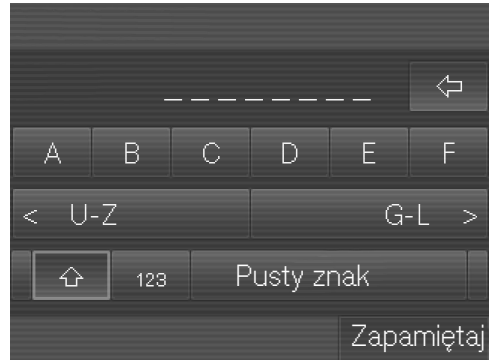 _ _ _ _ _ _ _ _ _
A B C D E F
< U-Z G-L >
123 Pusty znak
Zapamiętaj